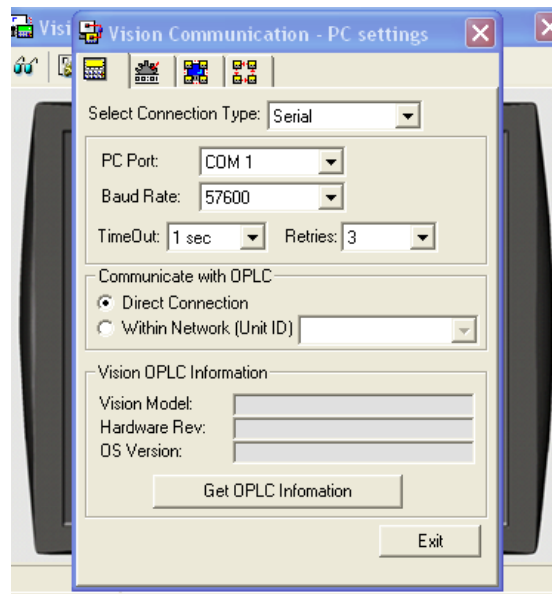 Visi
Vision Communication - PC settings
Select Connection Type: Serial
PC Port: COM 1
Baud Rate: 57600
TimeOut: 1 sec Retries: 3
Communicate with OPLC
Direct Connection
Within Network (Unit ID)
Vision OPLC Information
Vision Model:
Hardware Rev:
OS Version:
Get OPLC Infomation
Exit